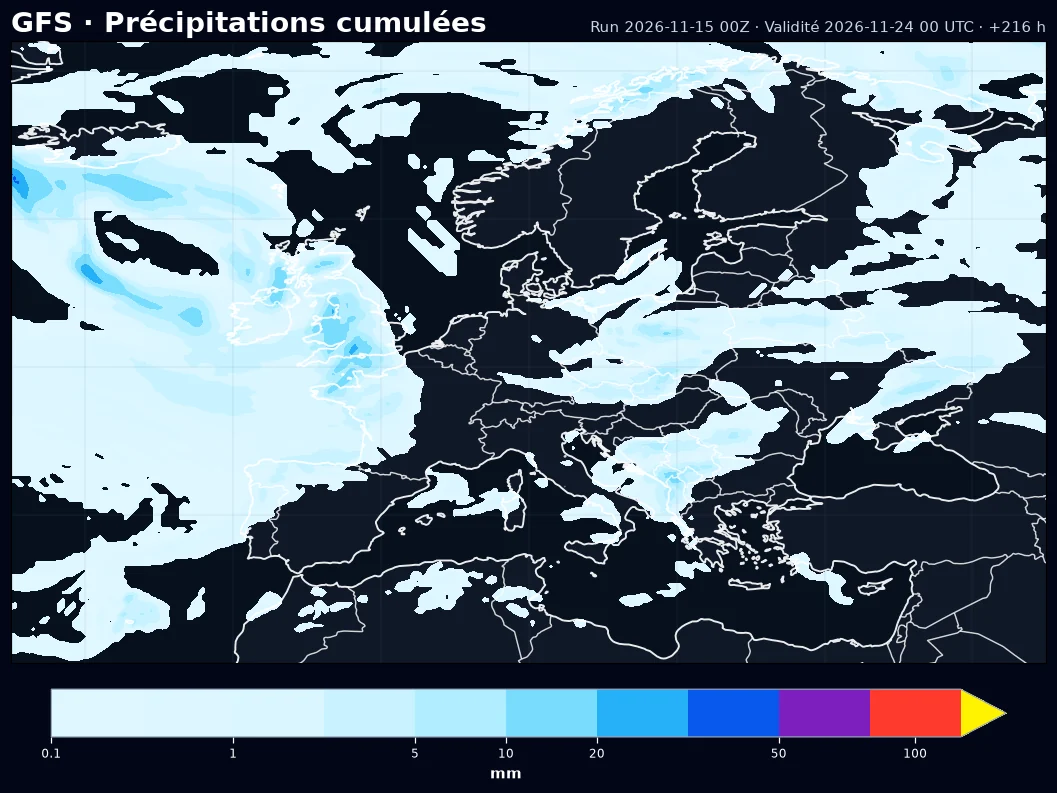 GFS · Précipitations cumulées
Run 2026-11-15 00Z · Validité 2026-11-24 00 UTC · +216 h
0.1 1 5 10 20 50 100
mm